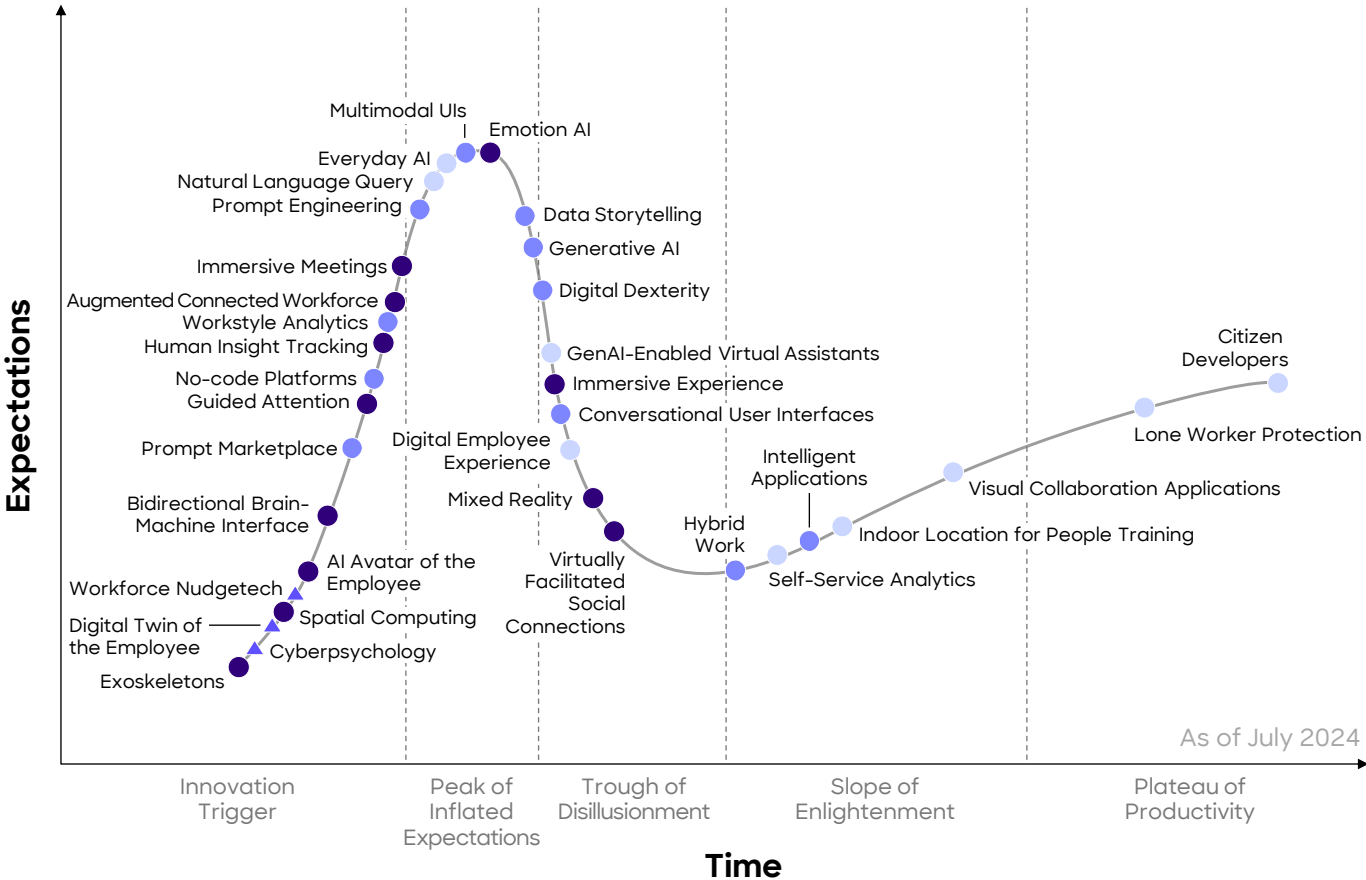 Multimodal UIs
Emotion AI
Everyday AI
Natural Language Query
Prompt Engineering
Data Storytelling
Generative AI
Immersive Meetings
Digital Dexterity
Augmented Connected Workforce
Workstyle Analytics
Human Insight Tracking
GenAI-Enabled Virtual Assistants
No-code Platforms
Immersive Experience
Guided Attention
Conversational User Interfaces
Citizen
Developers
Lone Worker Protection
Prompt Marketplace
Digital Employee
Experience
Intelligent
Applications
Mixed Reality
Visual Collaboration Applications
Bidirectional Brain-
Machine Interface
Hybrid
Work
Indoor Location for People Training
Self-Service Analytics
AI Avatar of the
Employee
Virtually
Facilitated
Social
Connections
Workforce Nudgetech
Spatial Computing
Digital Twin of
the Employee
Cyberpsychology
Exoskeletons
Expectations
As of July 2024
Innovation
Trigger
Peak of
Inflated
Expectations
Trough of
Disillusionment
Slope of
Enlightenment
Plateau of
Productivity
Time